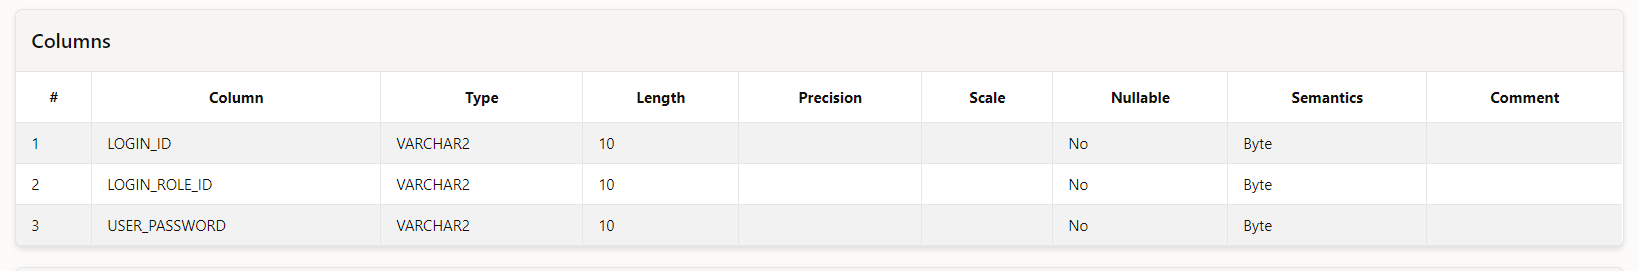 Columns
# Column Type Length Precision Scale Nullable Semantics Comment
1 LOGIN_ID VARCHAR2 10 No Byte
2 LOGIN_ROLE_ID VARCHAR2 10 No Byte
3 USER_PASSWORD VARCHAR2 10 No Byte